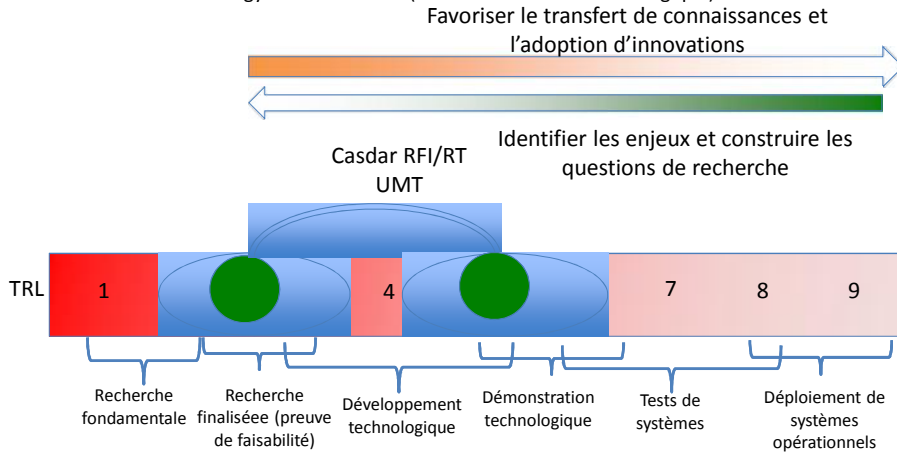 Favoriser le transfert de connaissances et
l'adoption d'innovations
Identifier les enjeux et construire les
questions de recherche
Casdar RFI/RT
UMT
TRL
1
4
7
8
9
Recherche
fondamentale
Recherche
finaliséee (preuve
de faisabilité)
Développement
technologique
Démonstration
technologique
Tests de
systèmes
Déploiement de
systèmes
opérationnels